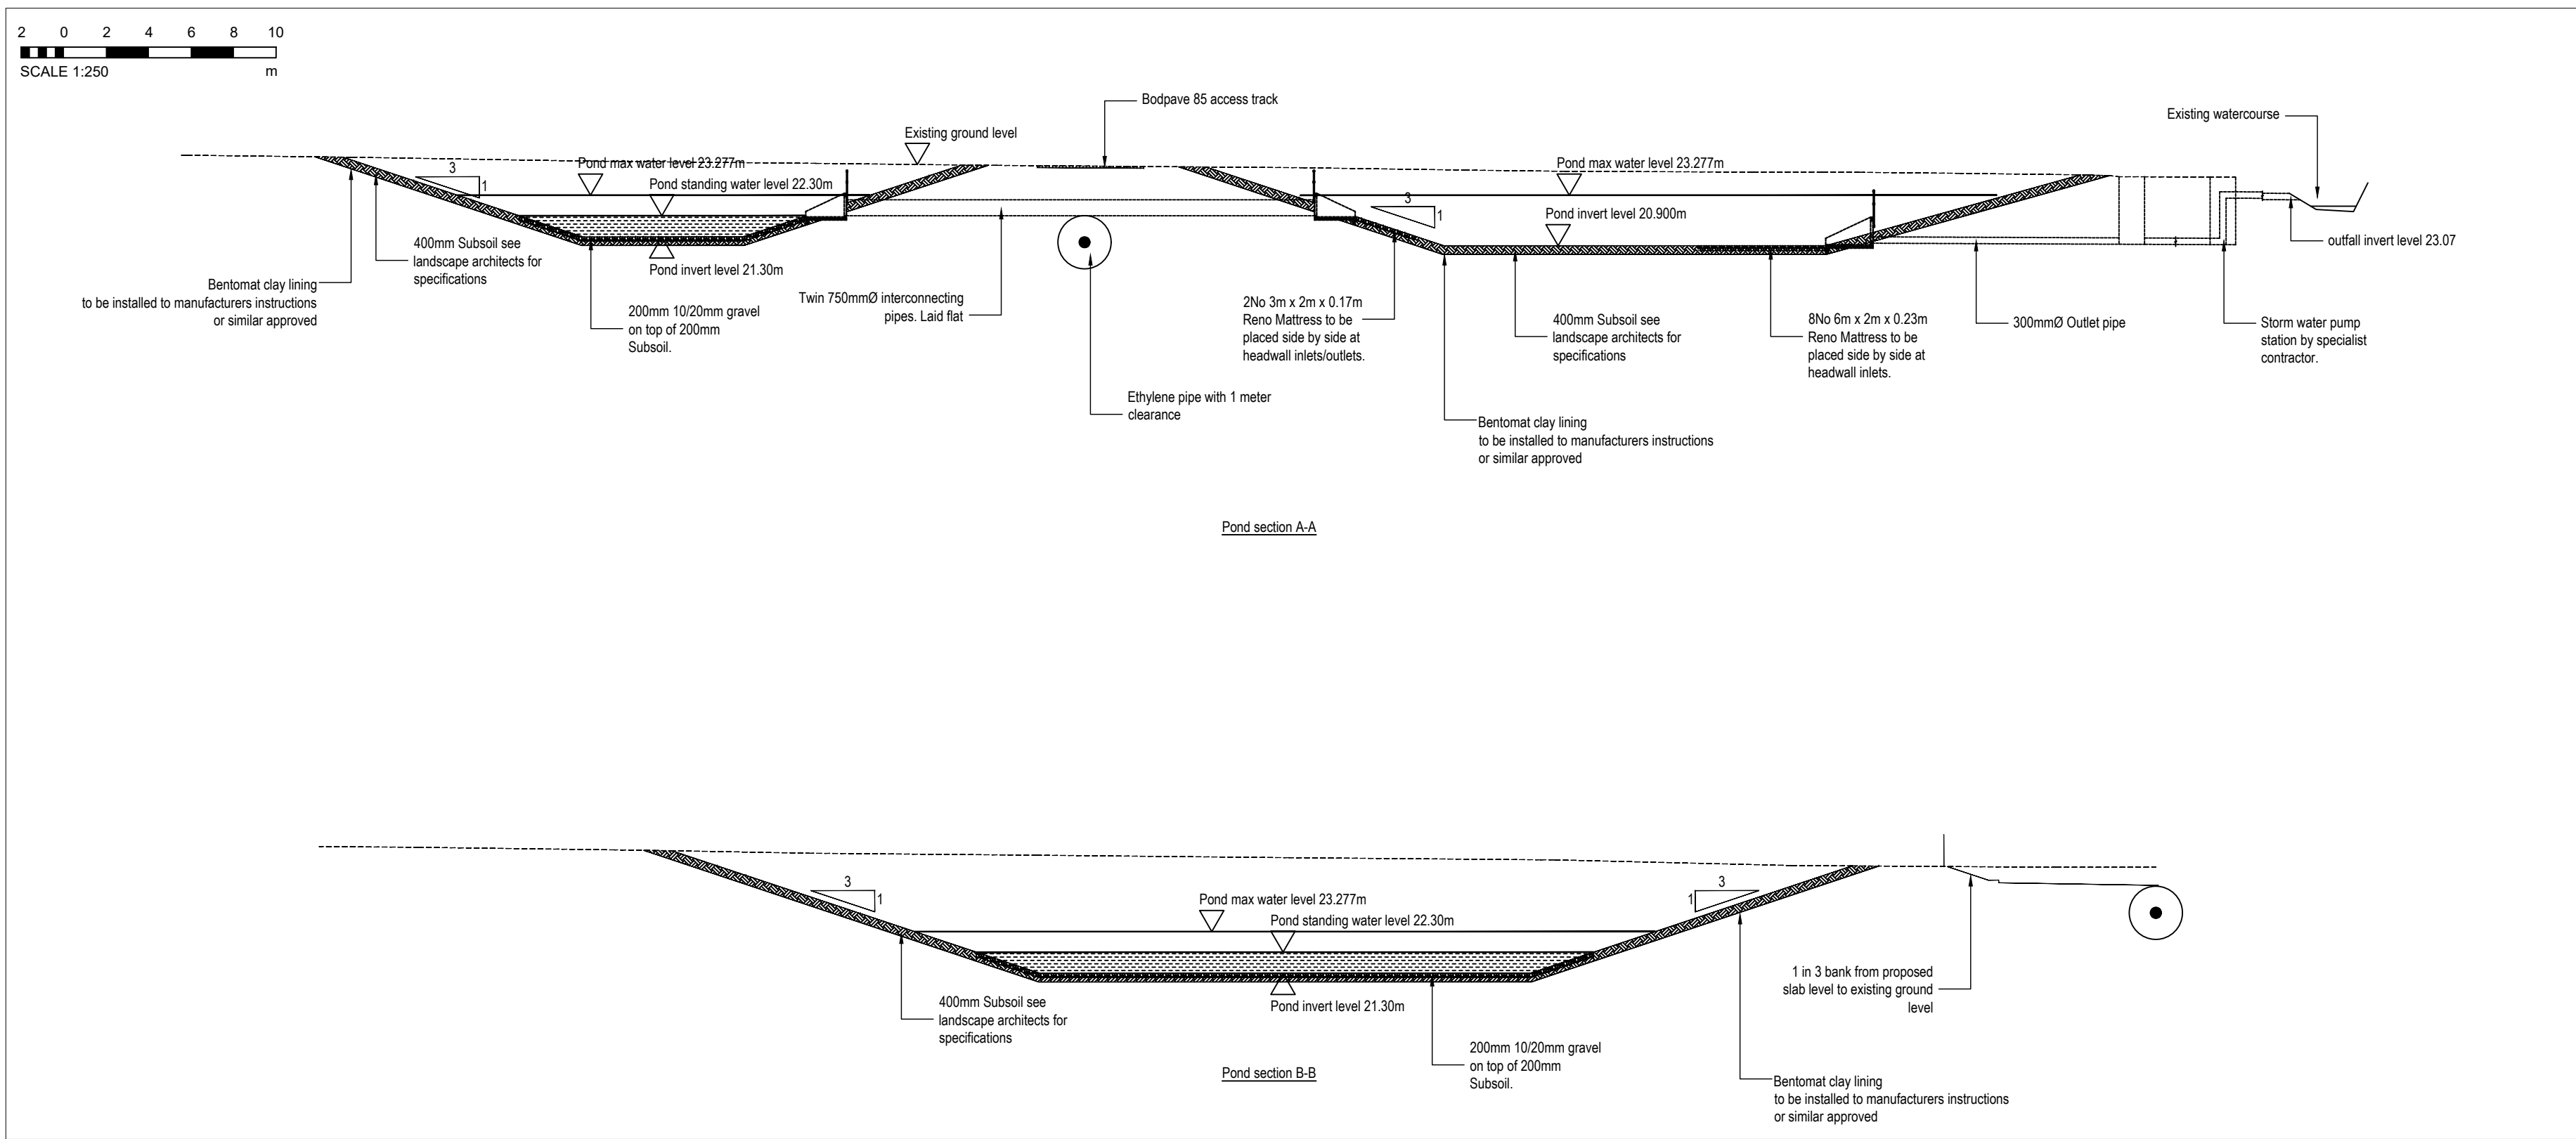 2 0 2 4 6 8 10
SCALE 1:250 m
Bodpave 85 access track
Existing watercourse
Existing ground level
Pond max water level 23.277m
Pond max water level 23.277m
3
1
Pond standing water level 22.30m
3
1
Pond invert level 20.900m
outfall invert level 23.07
400mm Subsoil see
landscape architects for
specifications
Pond invert level 21.30m
Bentomat clay lining
to be installed to manufacturers instructions
or similar approved
200mm 10/20mm gravel
on top of 200mm
Subsoil.
Twin 750mmØ interconnecting
pipes. Laid flat
2No 3m x 2m x 0.17m
Reno Mattress to be
placed side by side at
headwall inlets/outlets.
400mm Subsoil see
landscape architects for
specifications
8No 6m x 2m x 0.23m
Reno Mattress to be
placed side by side at
headwall inlets.
300mmØ Outlet pipe
Storm water pump
station by specialist
contractor.
Ethylene pipe with 1 meter
clearance
Bentomat clay lining
to be installed to manufacturers instructions
or similar approved
Pond section A-A
3
1
3
1
Pond max water level 23.277m
Pond standing water level 22.30m
1 in 3 bank from proposed
slab level to existing ground
level
400mm Subsoil see
landscape architects for
specifications
Pond invert level 21.30m
200mm 10/20mm gravel
on top of 200mm
Subsoil.
Pond section B-B
Bentomat clay lining
to be installed to manufacturers instructions
or similar approved